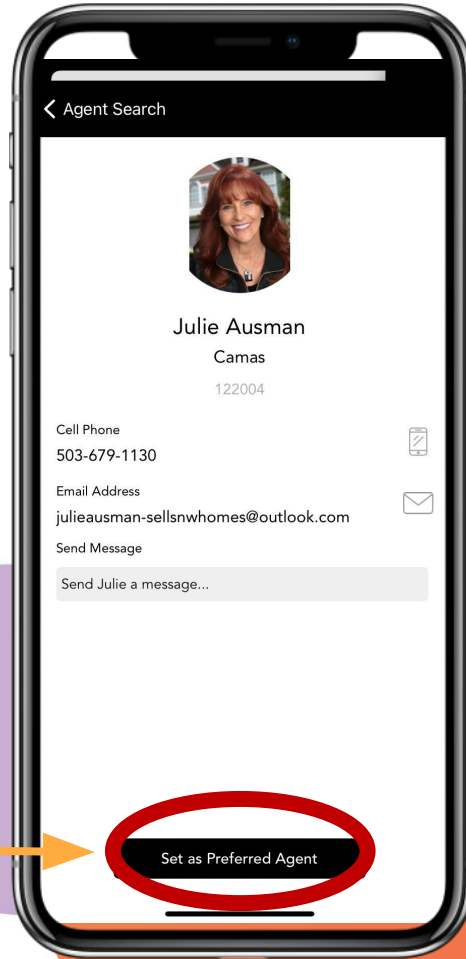 Agent Search
Julie Ausman
Camas
122004
Cell Phone
503-679-1130
Email Address
julieausman-sellsnwhomes@outlook.com
Send Message
Send Julie a message...
Set as Preferred Agent